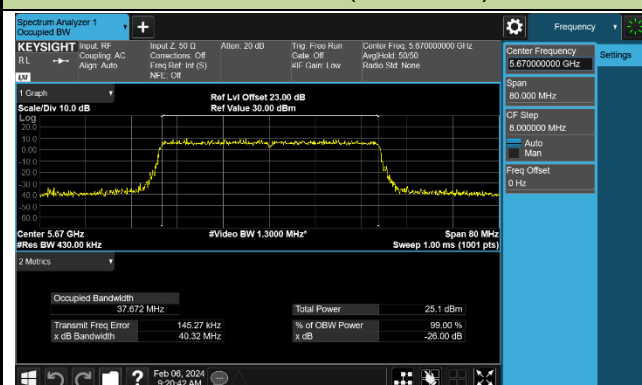 Spectrum Analyzer 1
Occupied BW
Frequency
KEYSIGHT Input: RF Input Z: 50 Ω Atten: 20 dB Trig: Free Run Center Freq: 5.670000000 GHz
RL Coupling: AC Corrections: Off Gate: Off Avg|Hold: 50/50
Align: Auto Freq Ref: Int (S) #IF Gain: Low Radio Std: None
NFE: Off
LXI
1 Graph
Ref Lvl Offset 23.00 dB
Scale/Div 10.0 dB Ref Value 30.00 dBm
Log
20.0
10.0
0.00
-10.0
-20.0
-30.0
-40.0
-50.0
-60.0
Center 5.67 GHz #Video BW 1.3000 MHz* Span 80 MHz
#Res BW 430.00 kHz Sweep 1.00 ms (1001 pts)
2 Metrics
Occupied Bandwidth
37.672 MHz Total Power 25.1 dBm
Transmit Freq Error 145.27 kHz % of OBW Power 99.00 %
x dB Bandwidth 40.32 MHz x dB -26.00 dB
Feb 06, 2024
9:20:42 AM
Center Frequency
5.670000000 GHz
Settings
Span
80.000 MHz
CF Step
8.000000 MHz
Auto
Man
Freq Offset
0 Hz